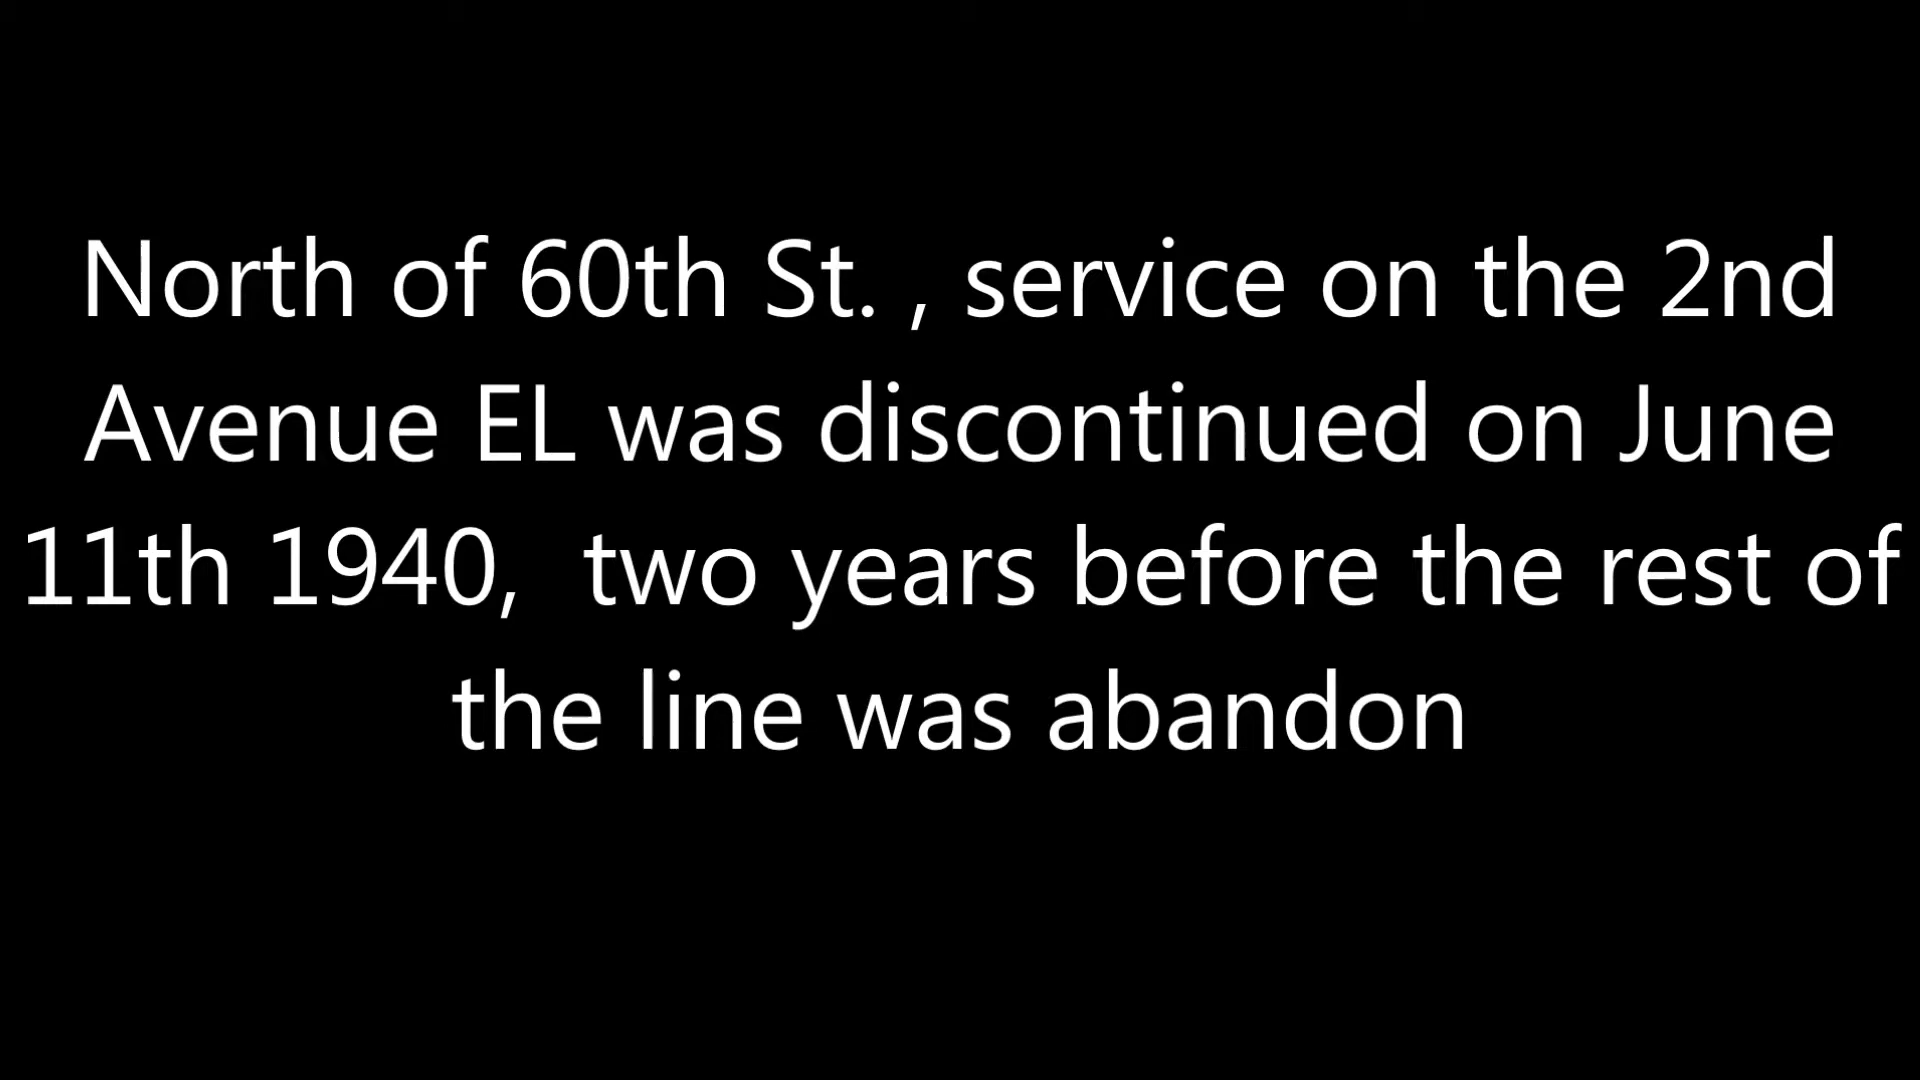 North of 60th St. , service on the 2nd
Avenue EL was discontinued on June
11th 1940,  two years before the rest of
the line was abandon